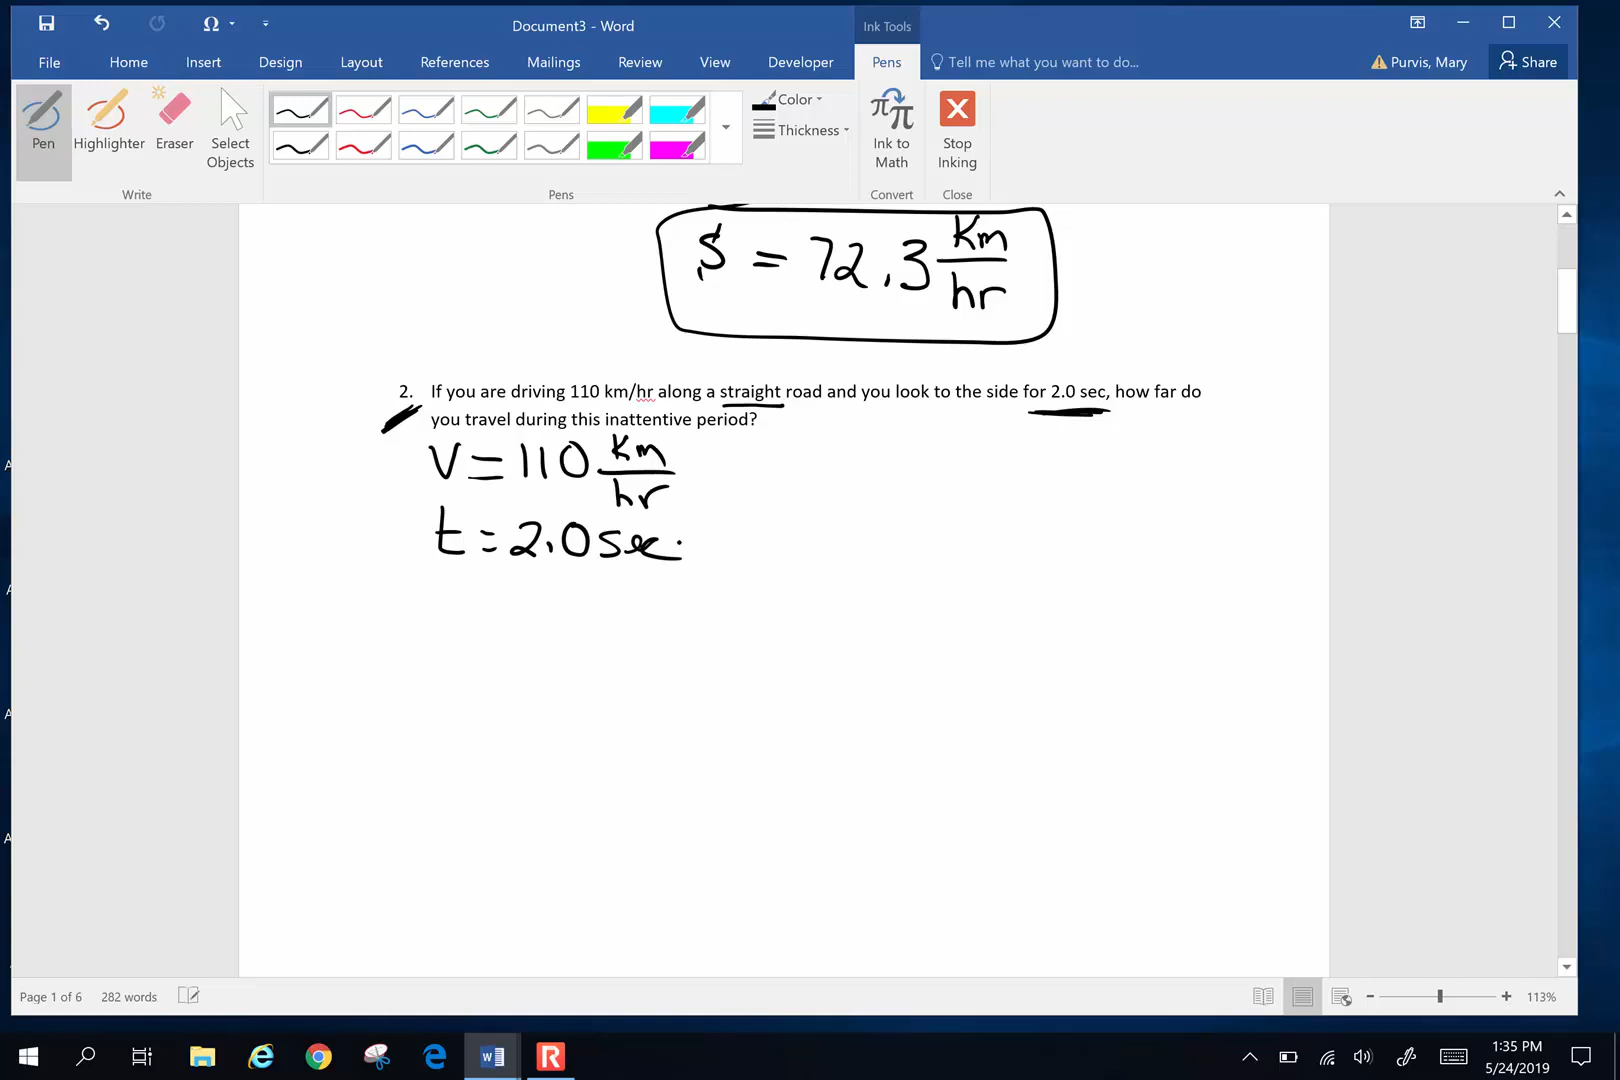 Document3 - Word
Ink Tools
File Home Insert Design Layout References Mailings Review View Developer Pens Tell me what you want to do... Purvis, Mary Share
Pen Highlighter Eraser Select Objects
Color
Thickness
Ink to Math
Stop Inking
Write Pens Convert Close
S = 72.3 km/hr
2. If you are driving 110 km/hr along a straight road and you look to the side for 2.0 sec, how far do
you travel during this inattentive period?
V = 110 km/hr
t = 2.0 sec.
Page 1 of 6 282 words 113%
1:35 PM
5/24/2019